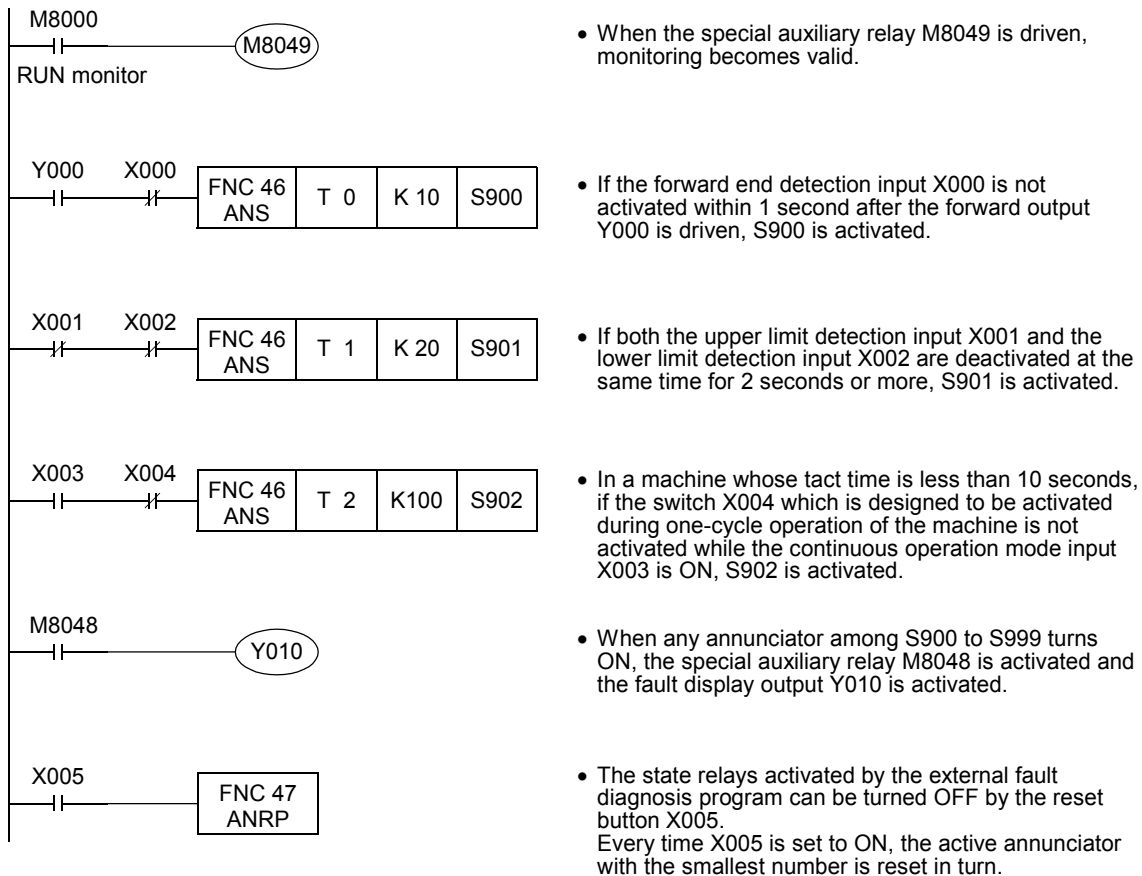 M8000
M8049
RUN monitor
• When the special auxiliary relay M8049 is driven,
monitoring becomes valid.
Y000 X000
FNC 46
ANS
T 0
K 10
S900
• If the forward end detection input X000 is not
activated within 1 second after the forward output
Y000 is driven, S900 is activated.
X001 X002
FNC 46
ANS
T 1
K 20
S901
• If both the upper limit detection input X001 and the
lower limit detection input X002 are deactivated at the
same time for 2 seconds or more, S901 is activated.
X003 X004
FNC 46
ANS
T 2
K100
S902
• In a machine whose tact time is less than 10 seconds,
if the switch X004 which is designed to be activated
during one-cycle operation of the machine is not
activated while the continuous operation mode input
X003 is ON, S902 is activated.
M8048
Y010
• When any annunciator among S900 to S999 turns
ON, the special auxiliary relay M8048 is activated and
the fault display output Y010 is activated.
X005
FNC 47
ANRP
• The state relays activated by the external fault
diagnosis program can be turned OFF by the reset
button X005.
Every time X005 is set to ON, the active annunciator
with the smallest number is reset in turn.